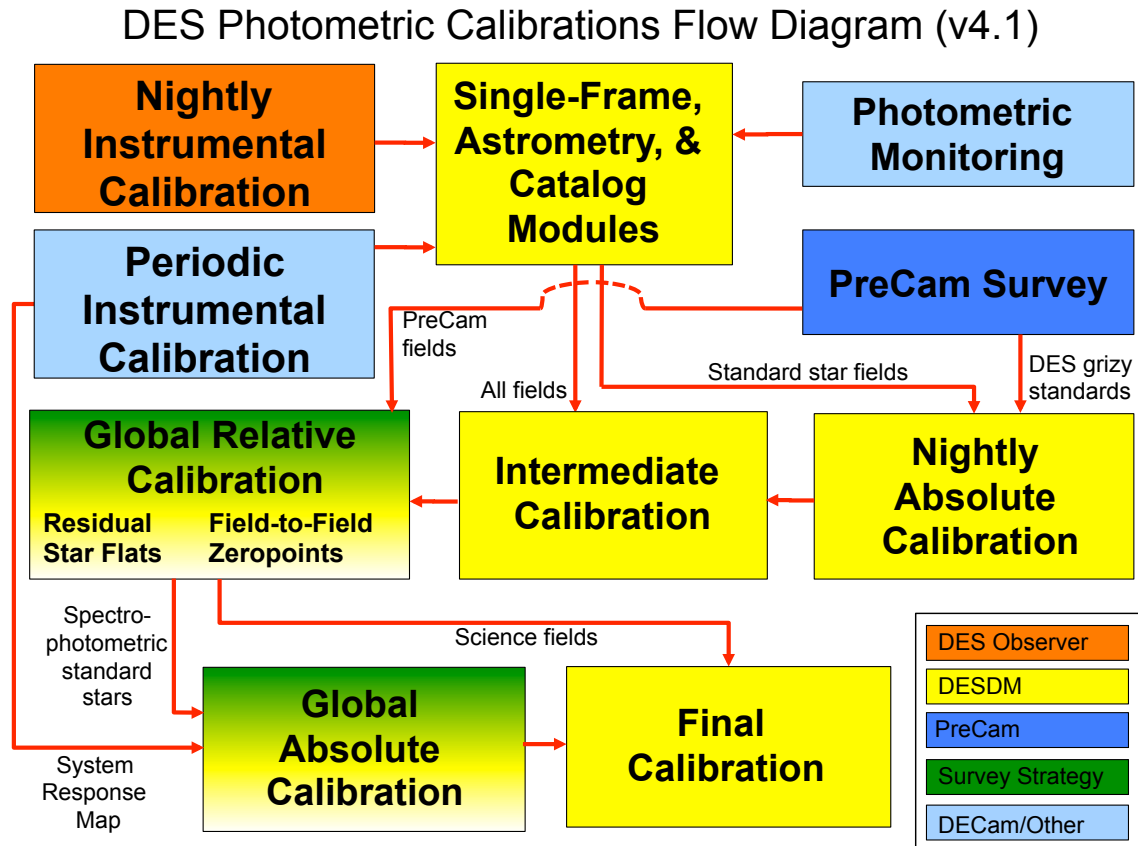 DES Photometric Calibrations Flow Diagram (v4.1)
Nightly
Instrumental
Calibration
Single-Frame,
Astrometry, &
Catalog
Modules
Photometric
Monitoring
Periodic
Instrumental
Calibration
PreCam Survey
PreCam
fields
All fields
Standard star fields
DES grizy
standards
Global Relative
Calibration
Residual
Star Flats
Field-to-Field
Zeropoints
Intermediate
Calibration
Nightly
Absolute
Calibration
Spectro-
photometric
standard
stars
Science fields
System
Response
Map
Global
Absolute
Calibration
Final
Calibration
DES Observer
DESDM
PreCam
Survey Strategy
DECam/Other